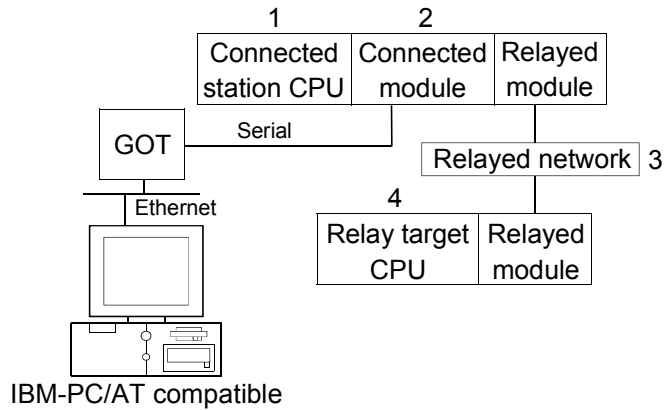 1
2
Connected station CPU
Connected module
Relayed module
GOT
Serial
Relayed network
3
Ethernet
4
Relay target CPU
Relayed module
IBM-PC/AT compatible